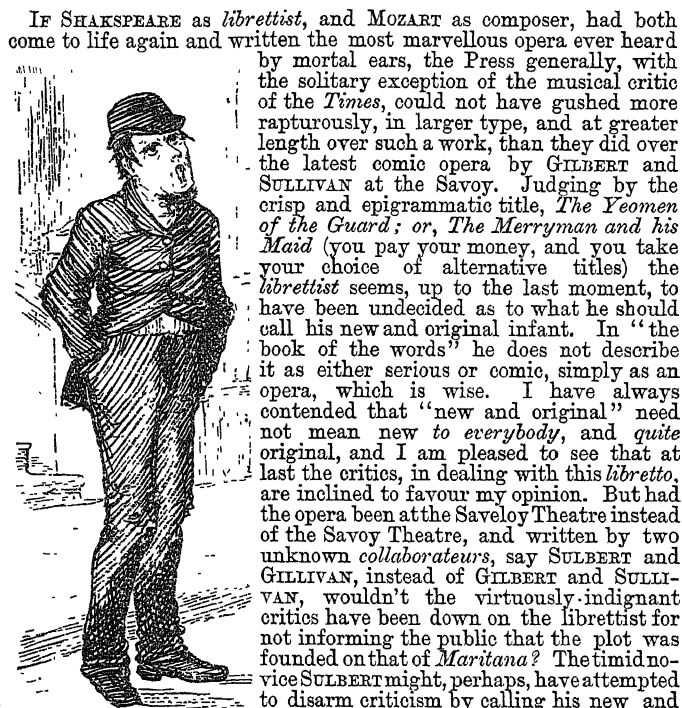 IF SHAKSPEARE as librettist, and MOZART as composer, had both
come to life again and written the most marvellous opera ever heard
by mortal ears, the Press generally, with
the solitary exception of the musical critic
of the Times, could not have gushed more
rapturously, in larger type, and at greater
length over such a work, than they did over
the latest comic opera by GILBERT and
SULLIVAN at the Savoy. Judging by the
crisp and epigrammatic title, The Yeomen
of the Guard; or, The Merryman and his
Maid (you pay your money, and you take
your choice of alternative titles) the
librettist seems, up to the last moment, to
have been undecided as to what he should
call his new and original infant. In "the
book of the words" he does not describe
it as either serious or comic, simply as an
opera, which is wise. I have always
contended that "new and original" need
not mean new to everybody, and quite
original, and I am pleased to see that at
last the critics, in dealing with this libretto,
are inclined to favour my opinion. But had
the opera been at the Saveloy Theatre instead
of the Savoy Theatre, and written by two
unknown collaborateurs, say SULBERT and
GILLIVAN, instead of GILBERT and SULLI-
VAN, wouldn't the virtuously-indignant
critics have been down on the librettist for
not informing the public that the plot was
founded on that of Maritana? The timid no-
vice SULBERT might, perhaps, have attempted
to disarm criticism by calling his new and